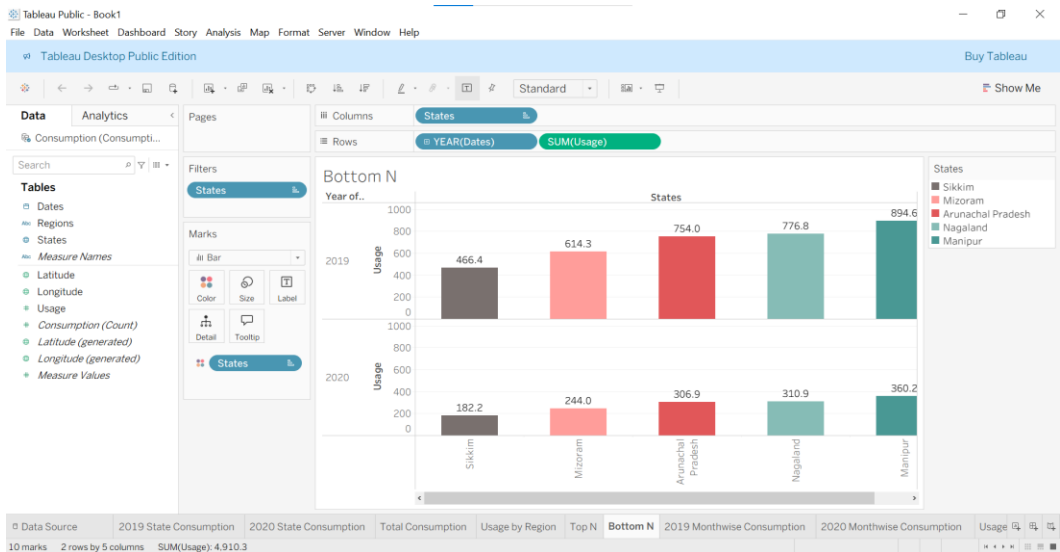 Tableau Public - Book1
File Data Worksheet Dashboard Story Analysis Map Format Server Window Help
Tableau Desktop Public Edition
Buy Tableau
Standard
Show Me
Data
Analytics
Consumption (Consumpti...
Search
Tables
Dates
Abc Regions
States
Abc Measure Names
Latitude
Longitude
Usage
Consumption (Count)
Latitude (generated)
Longitude (generated)
Measure Values
Pages
Filters
States
Marks
Bar
Color
Size
Label
Detail
Tooltip
States
Columns
States
Rows
YEAR(Dates)
SUM(Usage)
Bottom N
Year of..
States
2019
Usage
1000
800
600
400
200
0
466.4
614.3
754.0
776.8
894.6
2020
Usage
1000
800
600
400
200
0
182.2
244.0
306.9
310.9
360.2
Sikkim
Mizoram
Arunachal
Pradesh
Nagaland
Manipur
States
Sikkim
Mizoram
Arunachal Pradesh
Nagaland
Manipur
Data Source
2019 State Consumption
2020 State Consumption
Total Consumption
Usage by Region
Top N
Bottom N
2019 Monthwise Consumption
2020 Monthwise Consumption
Usage
10 marks
2 rows by 5 columns
SUM(Usage): 4,910.3